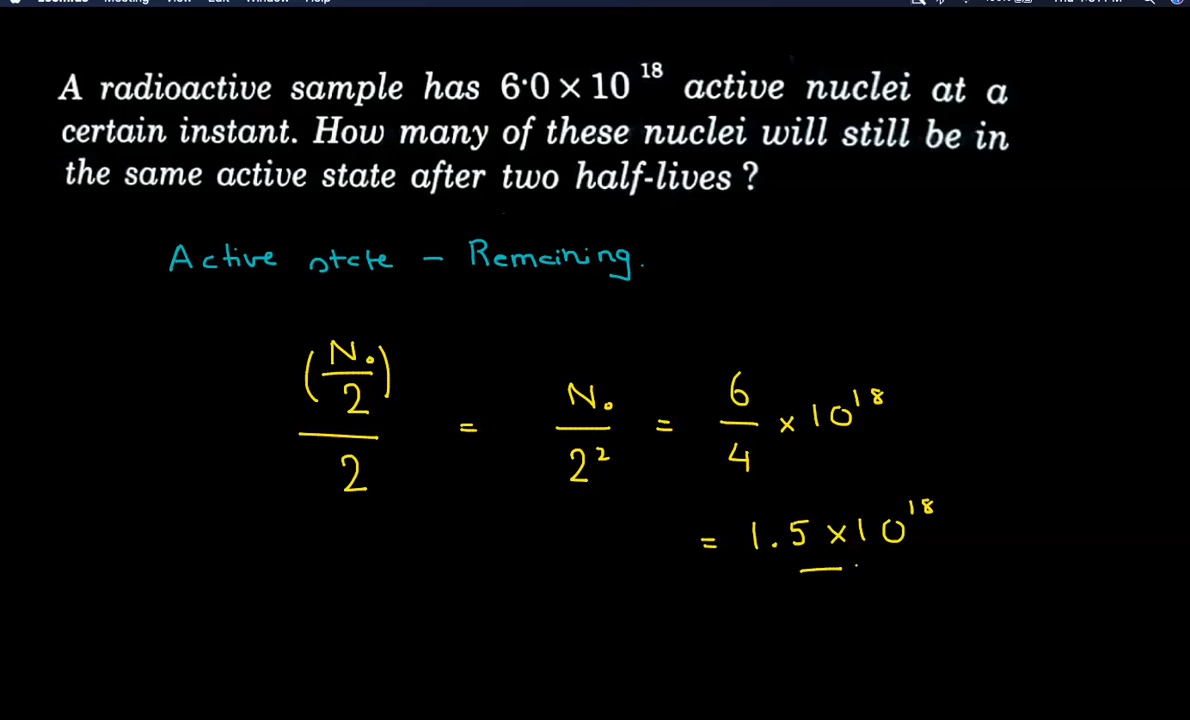 A radioactive sample has 6·0 × 10^18 active nuclei at a
certain instant. How many of these nuclei will still be in
the same active state after two half-lives ?
Active state – Remaining.
(N₀/2)/2 = N₀/2² = 6/4 × 10^18
= 1.5 × 10^18